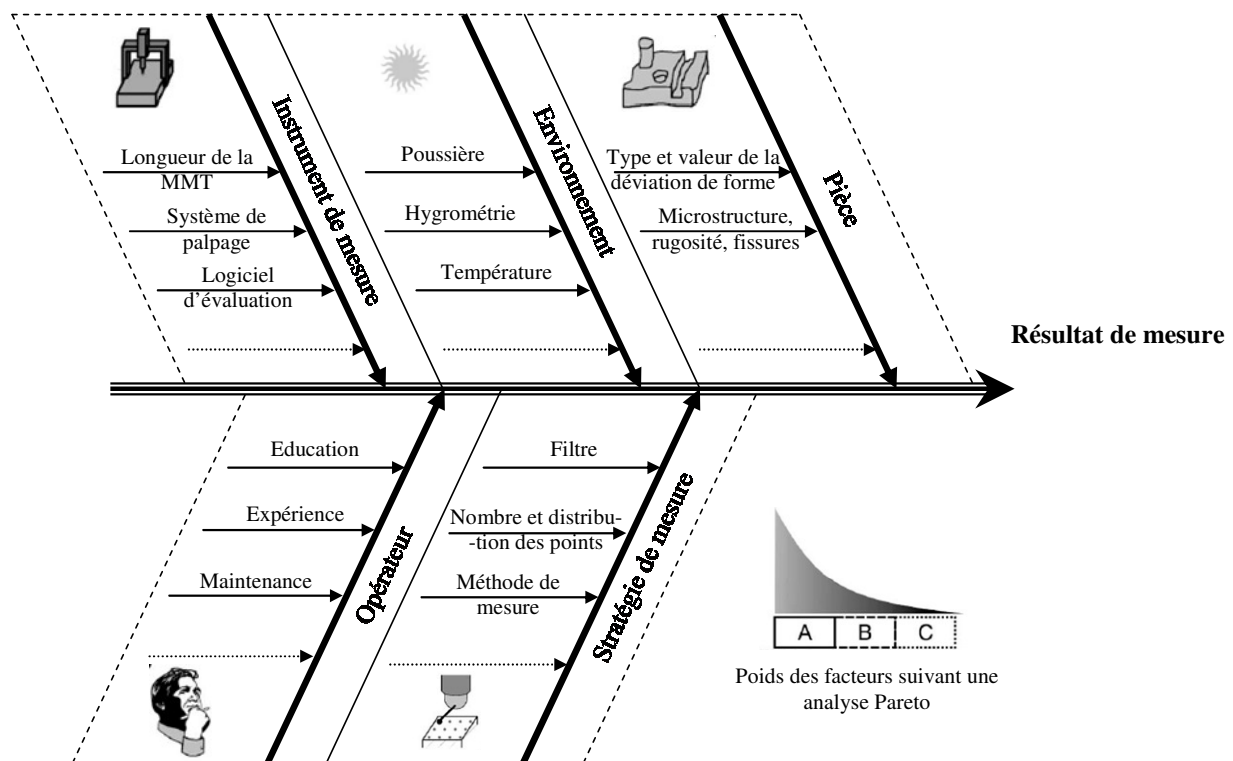 Longueur de la
MMT
Système de
palpage
Logiciel
d’évaluation
Instrument de mesure
Poussière
Hygrométrie
Température
Environnement
Type et valeur de la
déviation de forme
Microstructure,
rugosité, fissures
Pièce
Résultat de mesure
Education
Expérience
Maintenance
Opérateur
Filtre
Nombre et distribu-
-tion des points
Méthode de
mesure
Stratégie de mesure
A B C
Poids des facteurs suivant une
analyse Pareto